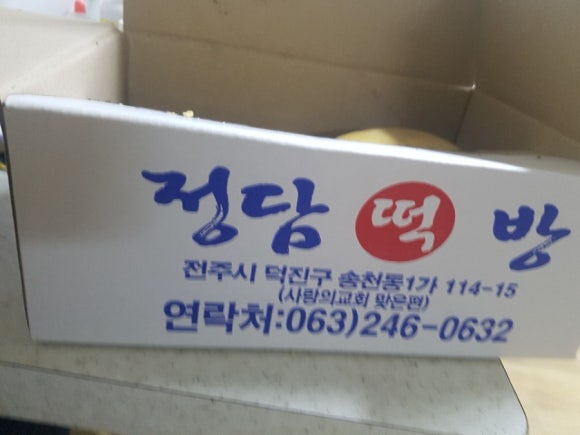 정담 떡 방
전주시 덕진구 송천동1가 114-15
(사랑의교회 맞은편)
연락처:063)246-0632